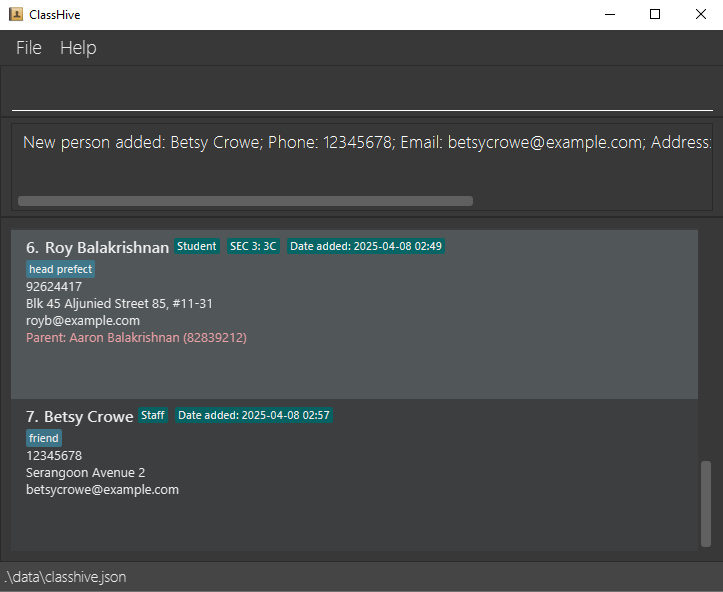 ClassHive
File Help
New person added: Betsy Crowe; Phone: 12345678; Email: betsycrowe@example.com; Address:
6. Roy Balakrishnan Student SEC 3: 3C Date added: 2025-04-08 02:49
head prefect
92624417
Blk 45 Aljunied Street 85, #11-31
royb@example.com
Parent: Aaron Balakrishnan (82839212)
7. Betsy Crowe Staff Date added: 2025-04-08 02:57
friend
12345678
Serangoon Avenue 2
betsycrowe@example.com
.\data\classhive.json